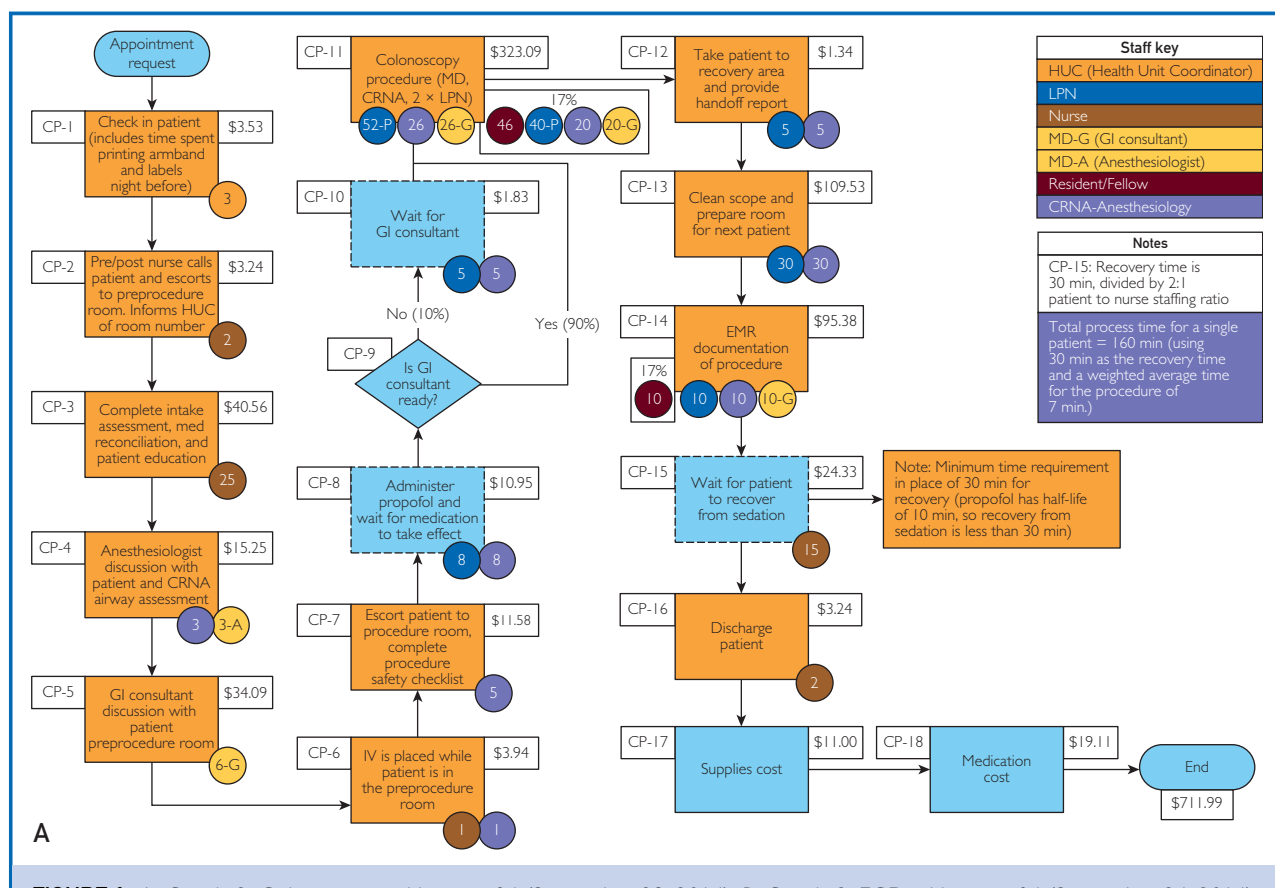 Appointment
request
CP-1
$3.53
Check in patient
(includes time spent
printing armband
and labels
night before)
3
CP-2
$3.24
Pre/post nurse calls
patient and escorts
to preprocedure
room. Informs HUC
of room number
2
CP-3
$40.56
Complete intake
assessment, med
reconciliation, and
patient education
25
CP-4
$15.25
Anesthesiologist
discussion with
patient and CRNA
airway assessment
3
3-A
CP-5
$34.09
GI consultant
discussion with
patient
preprocedure room
6-G
CP-6
$3.94
IV is placed while
patient is in
the preprocedure
room
1
1
CP-7
$11.58
Escort patient to
procedure room,
complete
procedure
safety checklist
5
CP-8
$10.95
Administer
propofol and
wait for medication
to take effect
8
8
CP-9
Is GI
consultant
ready?
No (10%)
Yes (90%)
CP-10
$1.83
Wait for
GI consultant
5
5
CP-11
$323.09
Colonoscopy
procedure (MD,
CRNA, 2 × LPN)
52-P
26
26-G
17%
46
40-P
20
20-G
CP-12
$1.34
Take patient to
recovery area
and provide
handoff report
5
5
CP-13
$109.53
Clean scope and
prepare room
for next patient
30
30
CP-14
$95.38
EMR
documentation
of procedure
17%
10
10
10
10-G
CP-15
$24.33
Wait for patient
to recover
from sedation
15
Note: Minimum time requirement
in place of 30 min for
recovery (propofol has half-life
of 10 min, so recovery from
sedation is less than 30 min)
CP-16
$3.24
Discharge
patient
2
CP-17
$11.00
Supplies cost
CP-18
$19.11
Medication
cost
End
$711.99
Staff key
HUC (Health Unit Coordinator)
LPN
Nurse
MD-G (GI consultant)
MD-A (Anesthesiologist)
Resident/Fellow
CRNA-Anesthesiology
Notes
CP-15: Recovery time is
30 min, divided by 2:1
patient to nurse staffing ratio
Total process time for a single
patient = 160 min (using
30 min as the recovery time
and a weighted average time
for the procedure of
7 min.)
A